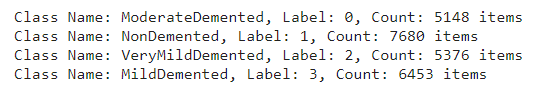 Class Name: ModerateDemented, Label: 0, Count: 5148 items
Class Name: NonDemented, Label: 1, Count: 7680 items
Class Name: VeryMildDemented, Label: 2, Count: 5376 items
Class Name: MildDemented, Label: 3, Count: 6453 items